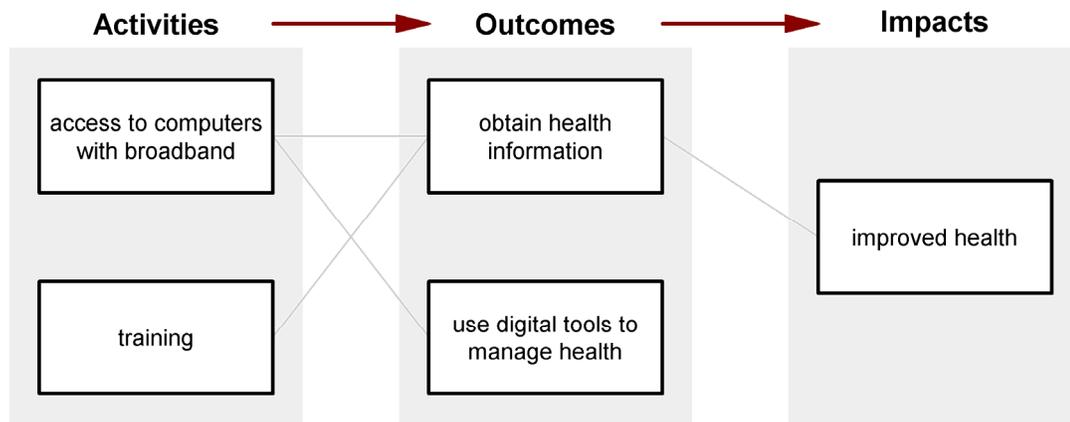 Activities
Outcomes
Impacts
access to computers
with broadband
obtain health
information
improved health
training
use digital tools to
manage health